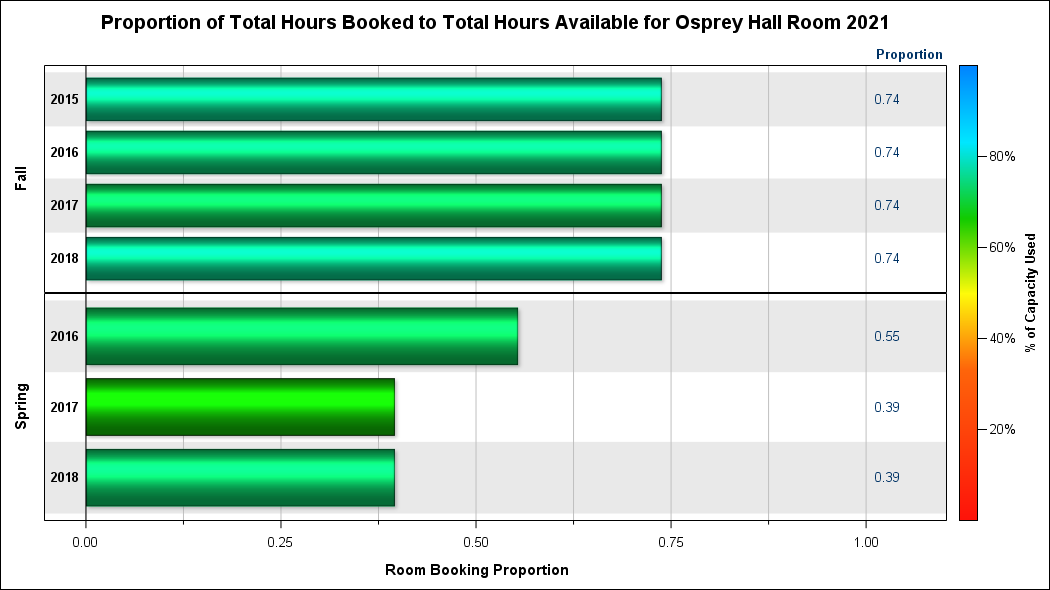 Proportion of Total Hours Booked to Total Hours Available for Osprey Hall Room 2021
Proportion
Fall
2015 0.74
2016 0.74
2017 0.74
2018 0.74
Spring
2016 0.55
2017 0.39
2018 0.39
0.00 0.25 0.50 0.75 1.00
Room Booking Proportion
80%
60%
40%
20%
% of Capacity Used